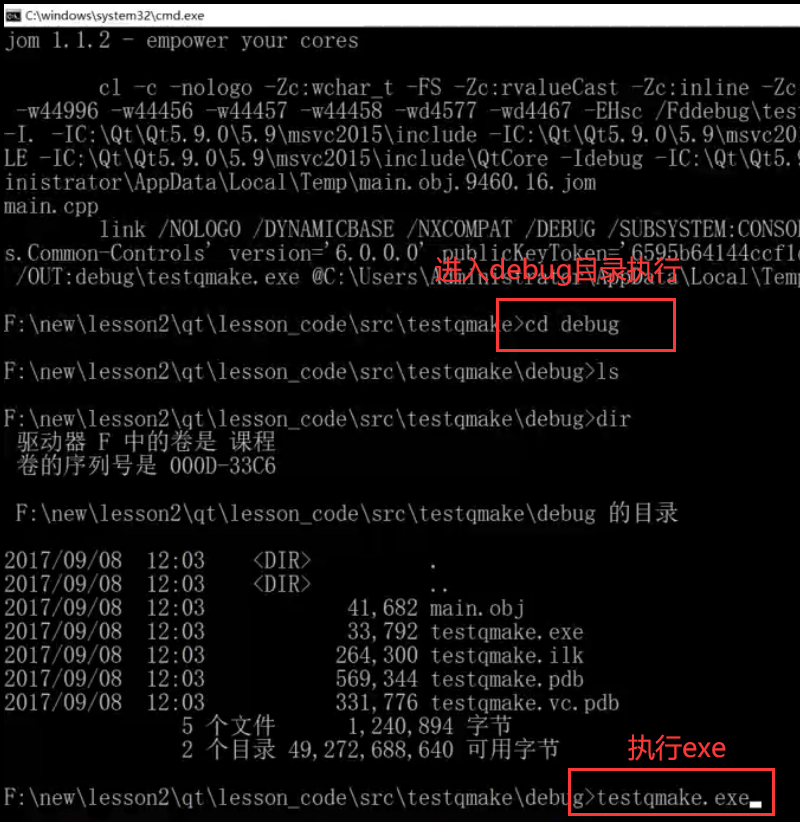 C:\windows\system32\cmd.exe
jom 1.1.2 - empower your cores
cl -c -nologo -Zc:wchar_t -FS -Zc:rvalueCast -Zc:inline -Zc
-w44996 -w44456 -w44457 -w44458 -wd4577 -wd4467 -EHsc /Fddebug\test
-I. -IC:\Qt\Qt5.9.0\5.9\msvc2015\include -IC:\Qt\Qt5.9.0\5.9\msvc20
LE -IC:\Qt\Qt5.9.0\5.9\msvc2015\include\QtCore -Idebug -IC:\Qt\Qt5.9
inistrator\AppData\Local\Temp\main.obj.9460.16.jom
main.cpp
link /NOLOGO /DYNAMICBASE /NXCOMPAT /DEBUG /SUBSYSTEM:CONSO
s.Common-Controls' version='6.0.0.0' publicKeyToken='6595b64144ccf1d
进入debug目录执行
/OUT:debug\testqmake.exe @C:\Users\Administrator\AppData\Local\Temp
F:\new\lesson2\qt\lesson_code\src\testqmake>cd debug
F:\new\lesson2\qt\lesson_code\src\testqmake\debug>ls
F:\new\lesson2\qt\lesson_code\src\testqmake\debug>dir
驱动器 F 中的卷是 课程
卷的序列号是 000D-33C6
F:\new\lesson2\qt\lesson_code\src\testqmake\debug 的目录
2017/09/08 12:03 <DIR> .
2017/09/08 12:03 <DIR> ..
2017/09/08 12:03 41,682 main.obj
2017/09/08 12:03 33,792 testqmake.exe
2017/09/08 12:03 264,300 testqmake.ilk
2017/09/08 12:03 569,344 testqmake.pdb
2017/09/08 12:03 331,776 testqmake.vc.pdb
5 个文件 1,240,894 字节
2 个目录 49,272,688,640 可用字节
执行exe
F:\new\lesson2\qt\lesson_code\src\testqmake\debug>testqmake.exe